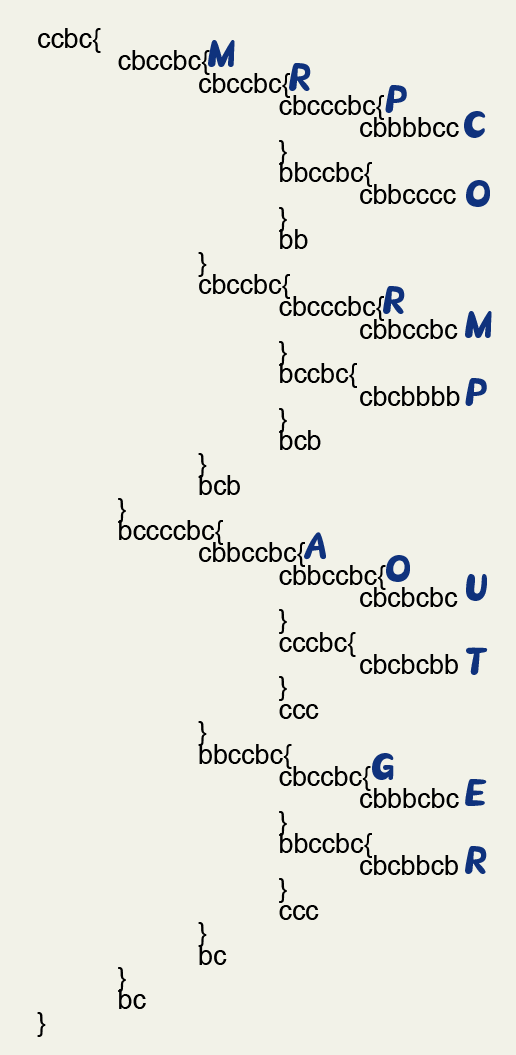 ccbc{
cbccbc{M
cbccbc{R
cbcccbc{P
cbbbbcc C
}
bbccbc{
cbbcccc O
}
bb
}
cbccbc{
cbcccbc{R
cbbccbc M
}
bccbc{
cbcbbbb P
}
bcb
}
bcb
}
bccccbc{
cbbccbc{A
cbbccbc{O
cbcbcbc U
}
cccbc{
cbcbcbb T
}
ccc
}
bbccbc{
cbccbc{G
cbbbcbc E
}
bbccbc{
cbcbbcb R
}
ccc
}
bc
}
bc
}